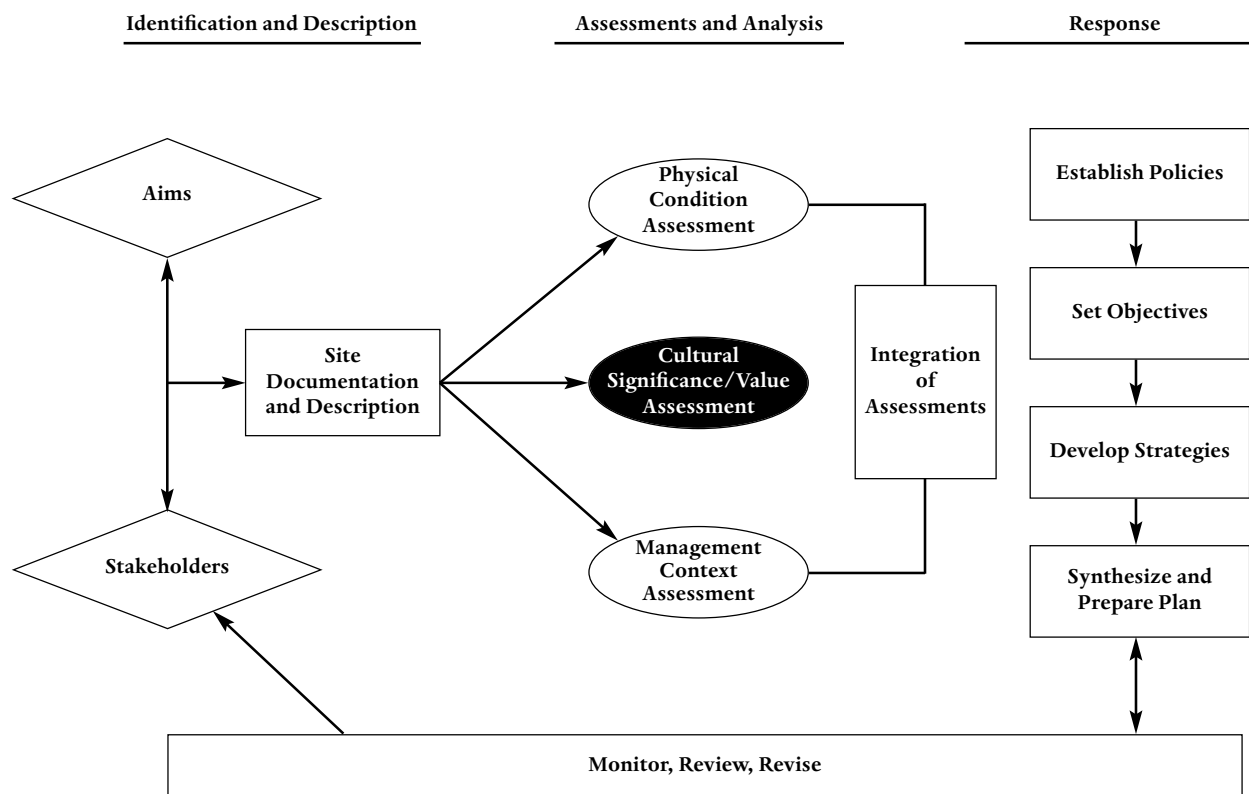 Identification and Description
Assessments and Analysis
Response
Aims
Stakeholders
Site
Documentation
and Description
Physical
Condition
Assessment
Cultural
Significance/Value
Assessment
Management
Context
Assessment
Integration
of
Assessments
Establish Policies
Set Objectives
Develop Strategies
Synthesize and
Prepare Plan
Monitor, Review, Revise